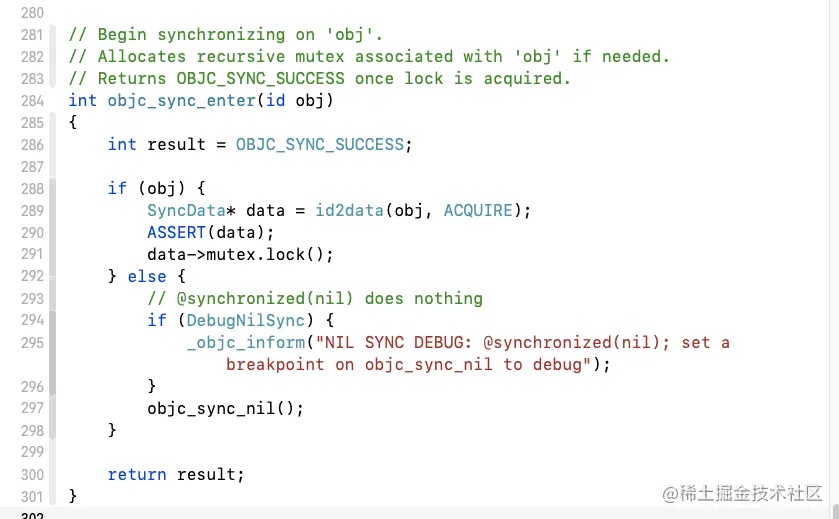 280
281 // Begin synchronizing on 'obj'.
282 // Allocates recursive mutex associated with 'obj' if needed.
283 // Returns OBJC_SYNC_SUCCESS once lock is acquired.
284 int objc_sync_enter(id obj)
285 {
286     int result = OBJC_SYNC_SUCCESS;
287
288     if (obj) {
289         SyncData* data = id2data(obj, ACQUIRE);
290         ASSERT(data);
291         data->mutex.lock();
292     } else {
293         // @synchronized(nil) does nothing
294         if (DebugNilSync) {
295             _objc_inform("NIL SYNC DEBUG: @synchronized(nil); set a
                breakpoint on objc_sync_nil to debug");
296         }
297         objc_sync_nil();
298     }
299
300     return result;
301 }
302
@稀土掘金技术社区